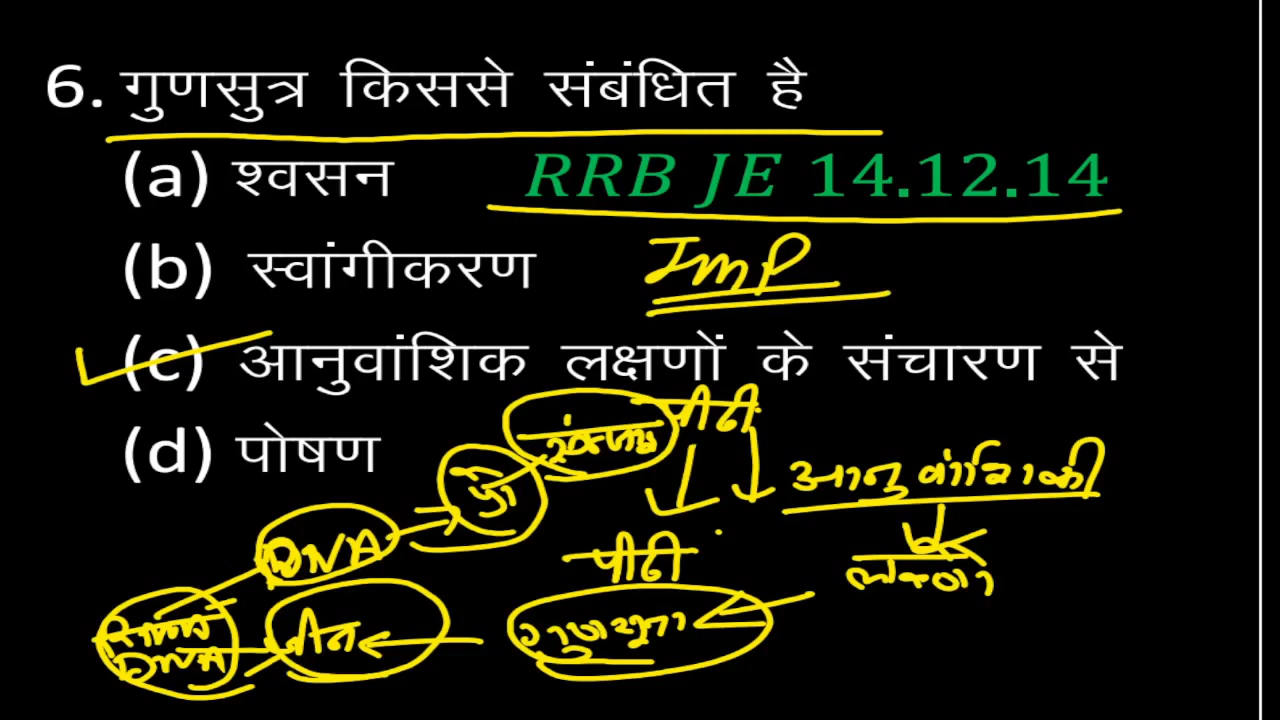 6. गुणसुत्र किससे संबंधित है
(a) श्वसन RRB JE 14.12.14
(b) स्वांगीकरण Imp
(c) आनुवांशिक लक्षणों के संचारण से
(d) पोषण
पीढी
आनुवांशिकी
DNA
पीढी
लक्षणो
DNA जीन गुणसूत्र